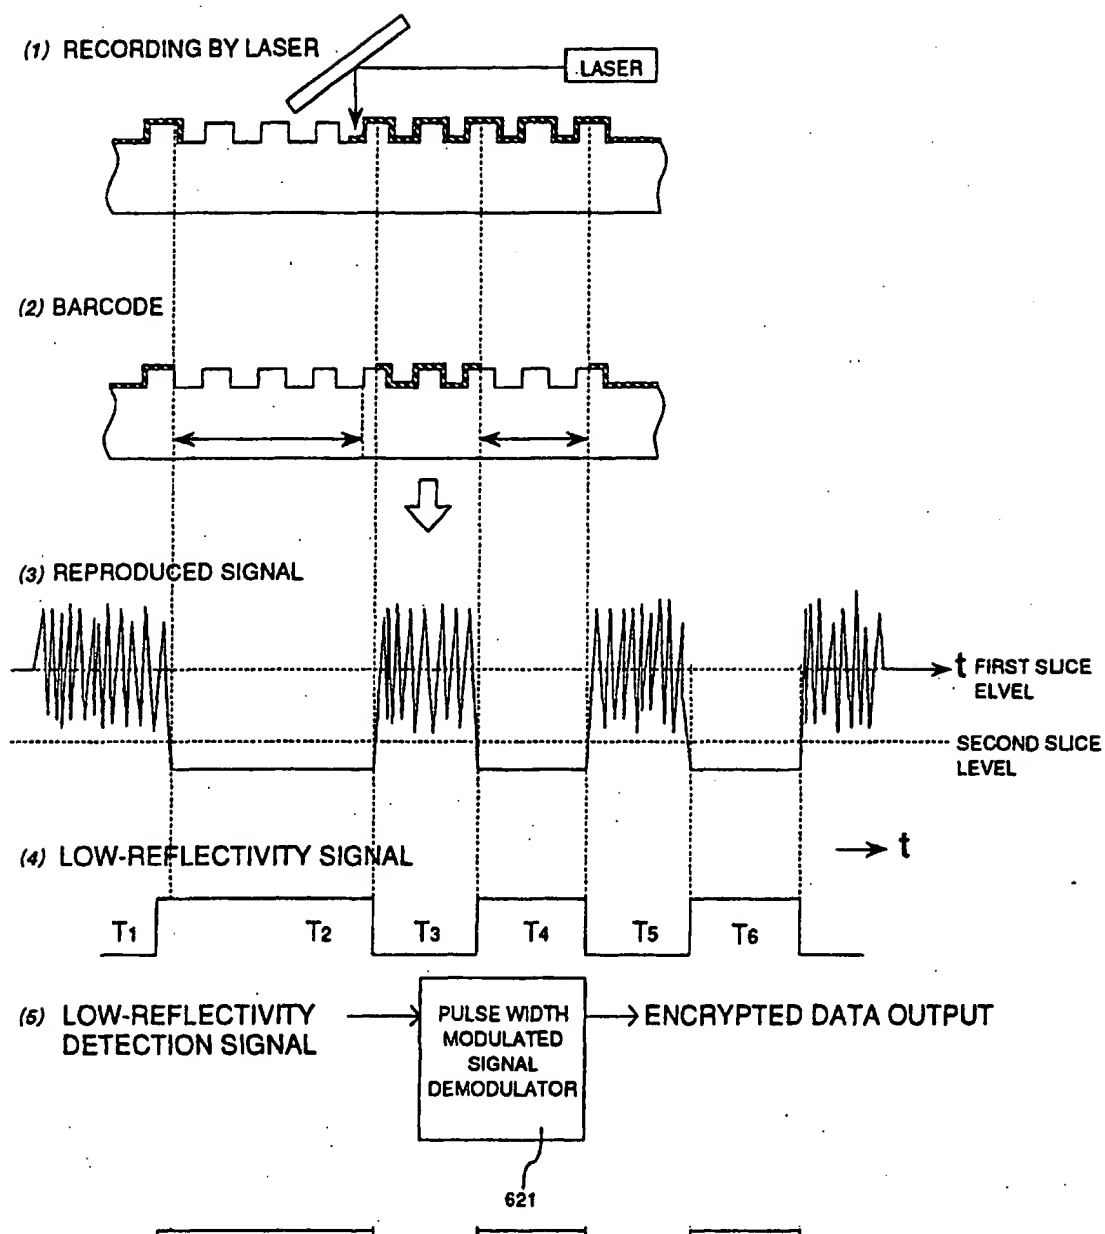 (1) RECORDING BY LASER
LASER
(2) BARCODE
(3) REPRODUCED SIGNAL
t FIRST SLICE
ELVEL
SECOND SLICE
LEVEL
(4) LOW-REFLECTIVITY SIGNAL
t
T1 T2 T3 T4 T5 T6
(5) LOW-REFLECTIVITY
DETECTION SIGNAL
PULSE WIDTH
MODULATED
SIGNAL
DEMODULATOR
ENCRYPTED DATA OUTPUT
621